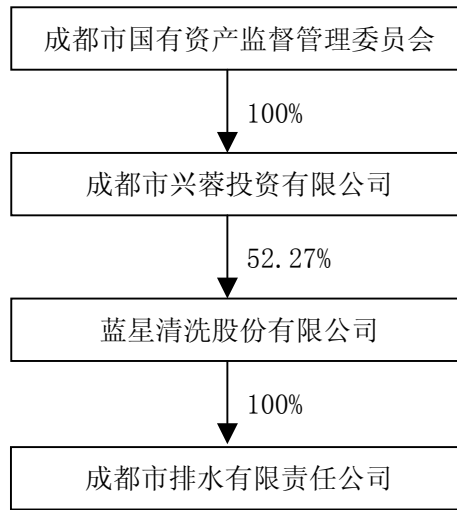 成都市国有资产监督管理委员会
100%
成都市兴蓉投资有限公司
52.27%
蓝星清洗股份有限公司
100%
成都市排水有限责任公司